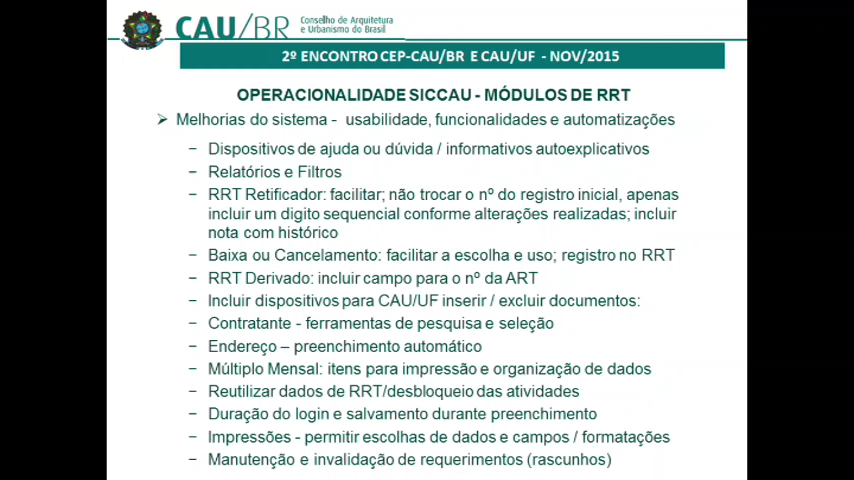 CAU/BR
Conselho de Arquitetura
e Urbanismo do Brasil
2º ENCONTRO CEP-CAU/BR E CAU/UF - NOV/2015
OPERACIONALIDADE SICCAU - MÓDULOS DE RRT
➢ Melhorias do sistema - usabilidade, funcionalidades e automatizações
− Dispositivos de ajuda ou dúvida / informativos autoexplicativos
− Relatórios e Filtros
− RRT Retificador: facilitar; não trocar o nº do registro inicial, apenas
incluir um digito sequencial conforme alterações realizadas; incluir
nota com histórico
− Baixa ou Cancelamento: facilitar a escolha e uso; registro no RRT
− RRT Derivado: incluir campo para o nº da ART
− Incluir dispositivos para CAU/UF inserir / excluir documentos:
− Contratante - ferramentas de pesquisa e seleção
− Endereço – preenchimento automático
− Múltiplo Mensal: itens para impressão e organização de dados
− Reutilizar dados de RRT/desbloqueio das atividades
− Duração do login e salvamento durante preenchimento
− Impressões - permitir escolhas de dados e campos / formatações
− Manutenção e invalidação de requerimentos (rascunhos)